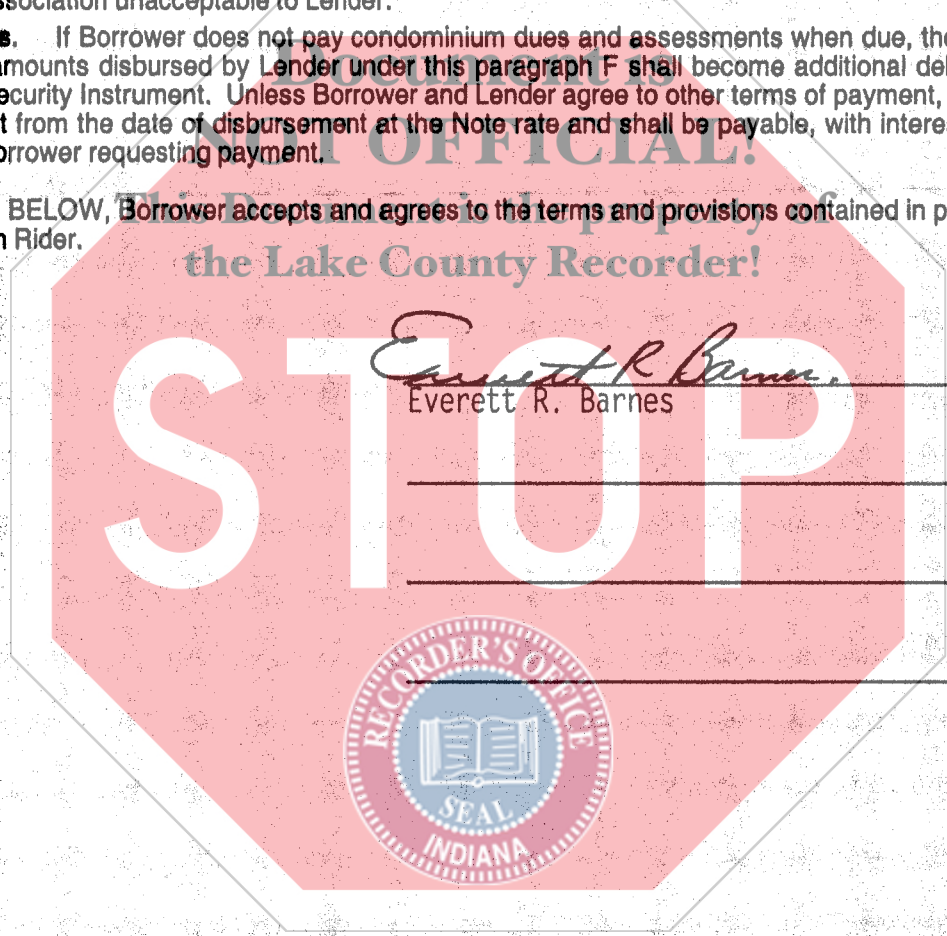 ssociation unacceptable to Lender.
s. If Borrower does not pay condominium dues and assessments when due, the
amounts disbursed by Lender under this paragraph F shall become additional de
ecurity Instrument. Unless Borrower and Lender agree to other terms of payment,
t from the date of disbursement at the Note rate and shall be payable, with intere
orrower requesting payment.
BELOW, Borrower accepts and agrees to the terms and provisions contained in p
n Rider.
Document is
NOT OFFICIAL!
This Document is the property of
the Lake County Recorder!
STOP
Everett R Barnes
Everett R. Barnes
RECORDER'S OFFICE
SEAL
INDIANA